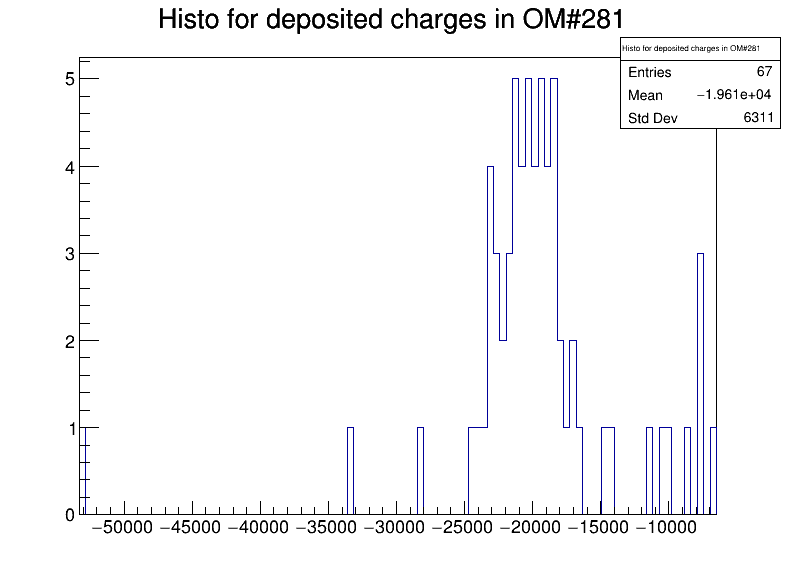 Histo for deposited charges in OM#281
Histo for deposited charges in OM#281
Entries 67
Mean −1.961e+04
Std Dev 6311
5
4
3
2
1
0
−50000 −45000 −40000 −35000 −30000 −25000 −20000 −15000 −10000